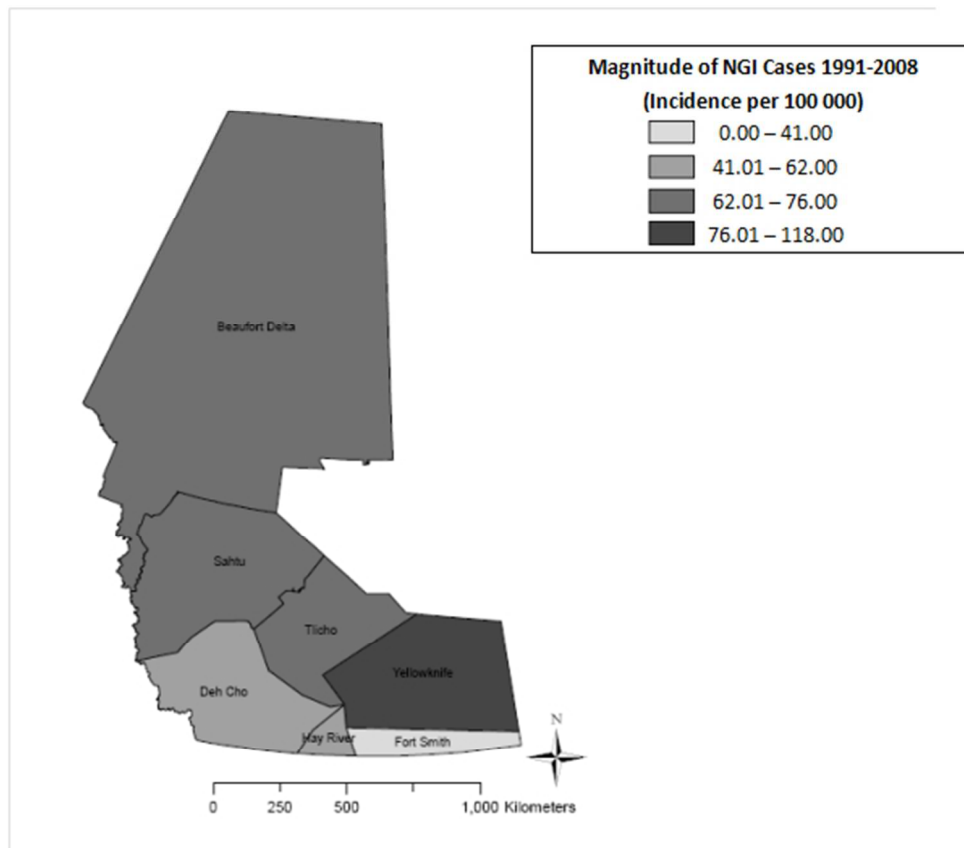 Magnitude of NGI Cases 1991-2008
(Incidence per 100 000)
0.00 – 41.00
41.01 – 62.00
62.01 – 76.00
76.01 – 118.00
Beaufort Delta
Sahtu
Tlicho
Yellowknife
Deh Cho
Hay River
Fort Smith
N
0 250 500 1,000 Kilometers